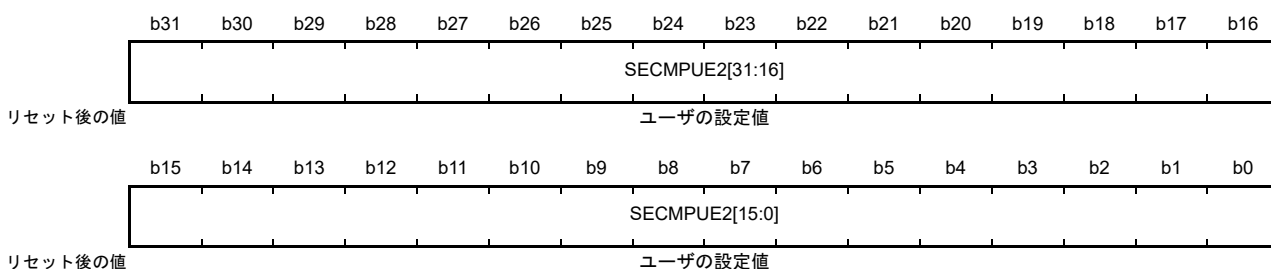 b31 b30 b29 b28 b27 b26 b25 b24 b23 b22 b21 b20 b19 b18 b17 b16
SECMPUE2[31:16]
リセット後の値 ユーザの設定値
b15 b14 b13 b12 b11 b10 b9 b8 b7 b6 b5 b4 b3 b2 b1 b0
SECMPUE2[15:0]
リセット後の値 ユーザの設定値